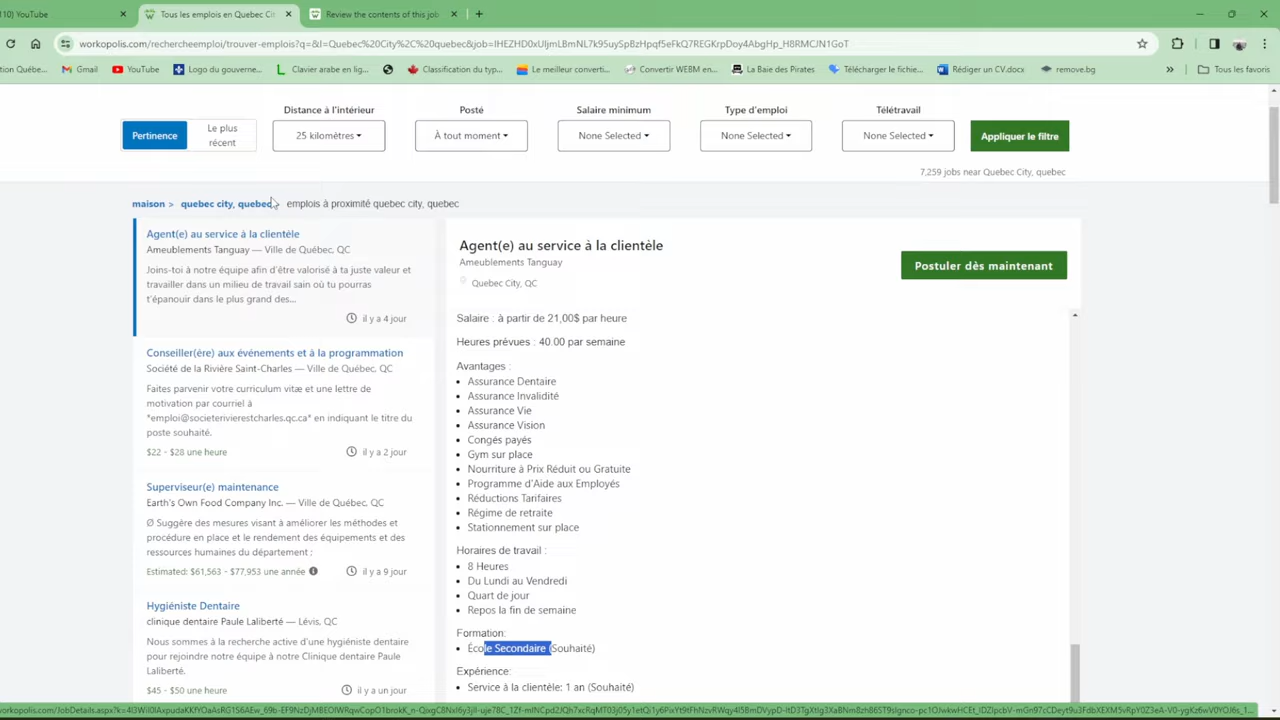 10) YouTube
Tous les emplois en Quebec Cit
Review the contents of this job
workopolis.com/rechercheemploi/trouver-emplois?q=&l=Quebec%20City%2C%20quebec&job=
tion Québe...
Gmail
YouTube
Logo du gouverne...
Clavier arabe en lig...
Classification du typ...
Le meilleur converti...
Convertir WEBM en...
La Baie des Pirates
Télécharger le fichie...
Rédiger un CV.docx
remove.bg
»
Tous les favoris
Distance à l'intérieur
Posté
Salaire minimum
Type d'emploi
Télétravail
Pertinence
Le plus
récent
25 kilomètres
À tout moment
None Selected
None Selected
None Selected
Appliquer le filtre
7,259 jobs near Quebec City, quebec
maison > quebec city, quebec > emplois à proximité quebec city, quebec
Agent(e) au service à la clientèle
Ameublements Tanguay — Ville de Québec, QC
Joins-toi à notre équipe afin d'être valorisé à ta juste valeur et
travailler dans un milieu de travail sain où tu pourras
t'épanouir dans le plus grand des...
il y a 4 jour
Conseiller(ère) aux événements et à la programmation
Société de la Rivière Saint-Charles — Ville de Québec, QC
Faites parvenir votre curriculum vitæ et une lettre de
motivation par courriel à
*emploi@societerivierestcharles.qc.ca* en indiquant le titre du
poste souhaité.
$22 - $28 une heure
il y a 2 jour
Superviseur(e) maintenance
Earth's Own Food Company Inc. — Ville de Québec, QC
Ø Suggère des mesures visant à améliorer les méthodes et
procédure en place et le rendement des équipements et des
ressources humaines du département :
Estimated: $61,563 - $77,953 une année
il y a 9 jour
Hygiéniste Dentaire
clinique dentaire Paule Laliberté — Lévis, QC
Nous sommes à la recherche active d'une hygiéniste dentaire
pour rejoindre notre équipe à notre Clinique dentaire Paule
Laliberté.
$45 - $50 une heure
il y a un jour
Agent(e) au service à la clientèle
Ameublements Tanguay
Quebec City, QC
Postuler dès maintenant
Salaire : à partir de 21,00$ par heure
Heures prévues : 40.00 par semaine
Avantages :
• Assurance Dentaire
• Assurance Invalidité
• Assurance Vie
• Assurance Vision
• Congés payés
• Gym sur place
• Nourriture à Prix Réduit ou Gratuite
• Programme d'Aide aux Employés
• Réductions Tarifaires
• Régime de retraite
• Stationnement sur place
Horaires de travail :
• 8 Heures
• Du Lundi au Vendredi
• Quart de jour
• Repos la fin de semaine
Formation:
• École Secondaire (Souhaité)
Expérience:
• Service à la clientèle: 1 an (Souhaité)